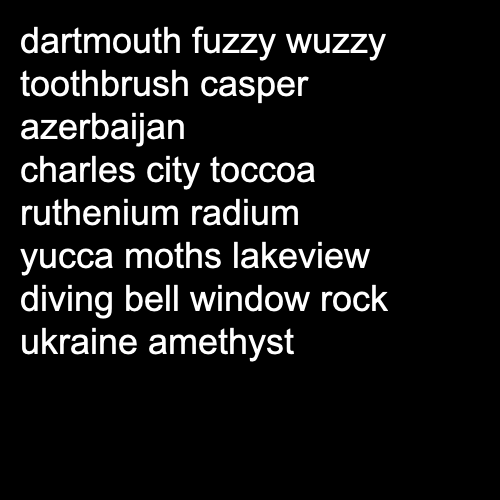 dartmouth fuzzy wuzzy
toothbrush casper
azerbaijan
charles city toccoa
ruthenium radium
yucca moths lakeview
diving bell window rock
ukraine amethyst